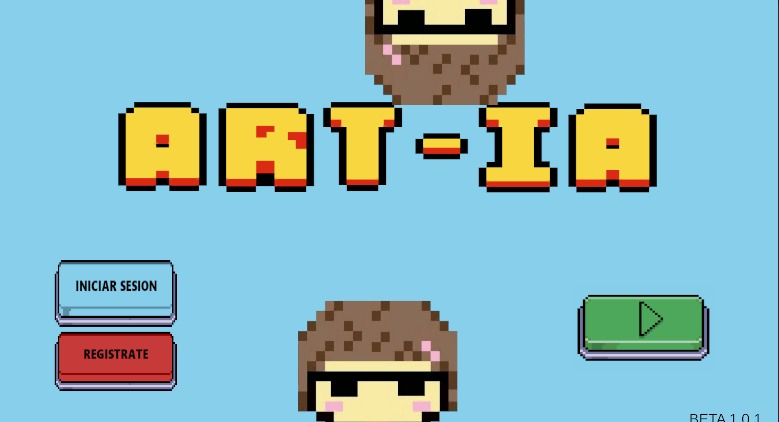 ART-IA
INICIAR SESION
REGISTRATE
BETA 1.0.1